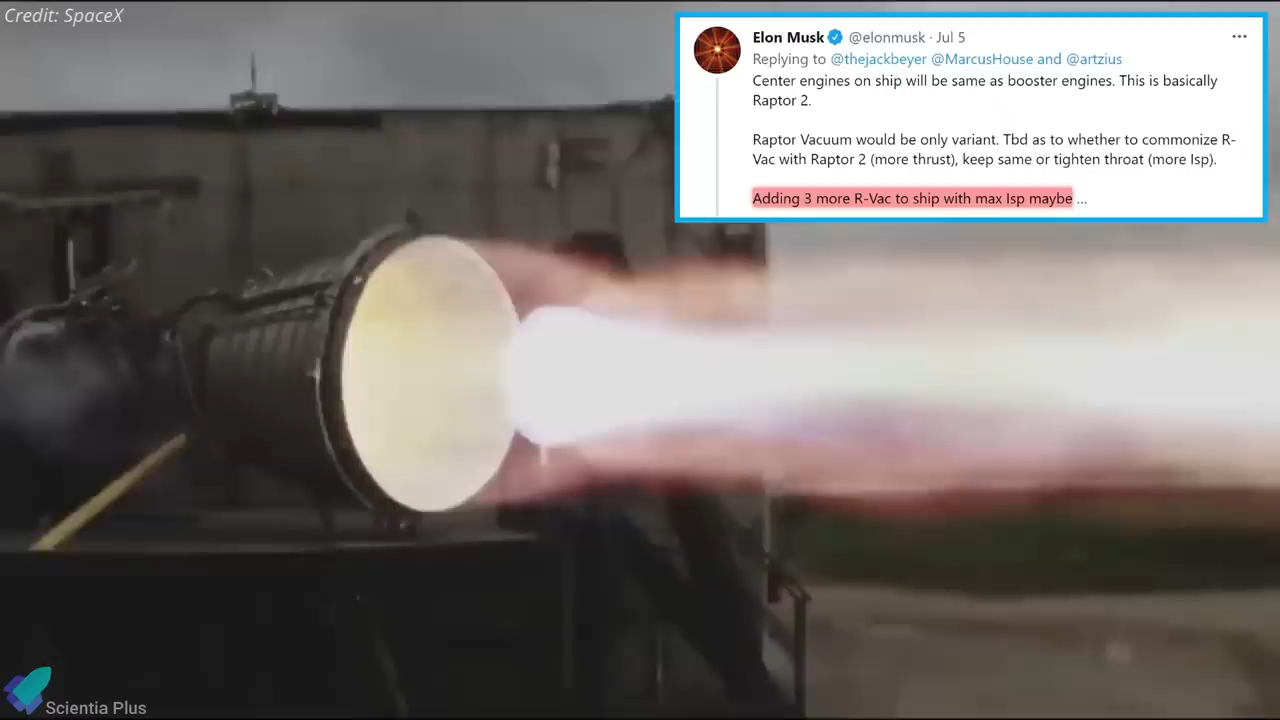 Credit: SpaceX
Elon Musk @elonmusk · Jul 5 ...
Replying to @thejackbeyer @MarcusHouse and @artzius
Center engines on ship will be same as booster engines. This is basically
Raptor 2.
Raptor Vacuum would be only variant. Tbd as to whether to commonize R-
Vac with Raptor 2 (more thrust), keep same or tighten throat (more Isp).
Adding 3 more R-Vac to ship with max Isp maybe ...
Scientia Plus